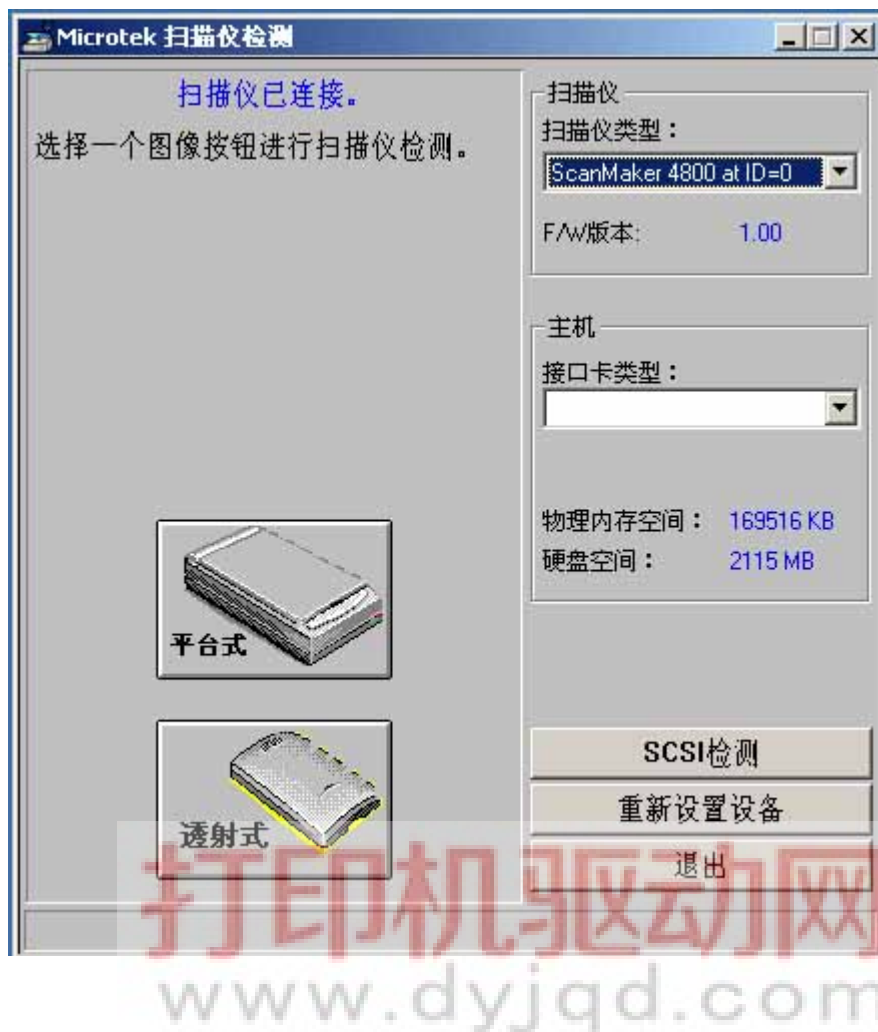 Microtek 扫描仪检测
扫描仪已连接。
选择一个图像按钮进行扫描仪检测。
平台式
透射式
扫描仪
扫描仪类型：
ScanMaker 4800 at ID=0
F/W版本: 1.00
主机
接口卡类型：
物理内存空间： 169516 KB
硬盘空间： 2115 MB
SCSI检测
重新设置设备
退出
打印机驱动网
www.dyjqd.com